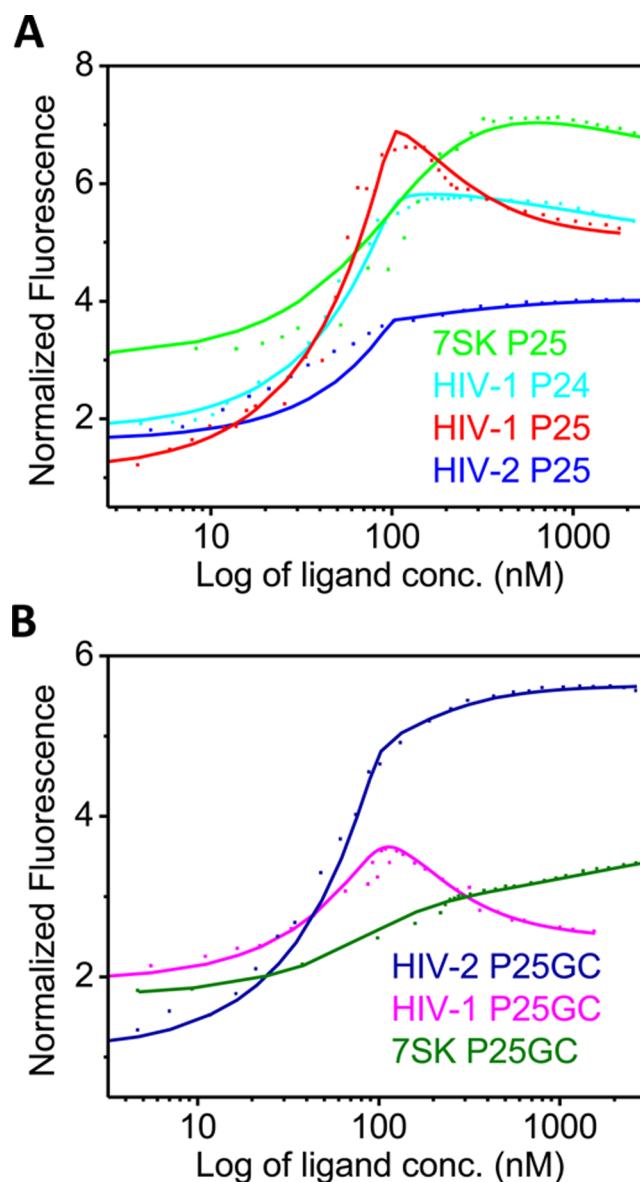 A
8
6
4
2
Normalized Fluorescence
7SK P25
HIV-1 P24
HIV-1 P25
HIV-2 P25
10 100 1000
Log of ligand conc. (nM)
B
6
4
2
Normalized Fluorescence
HIV-2 P25GC
HIV-1 P25GC
7SK P25GC
10 100 1000
Log of ligand conc. (nM)